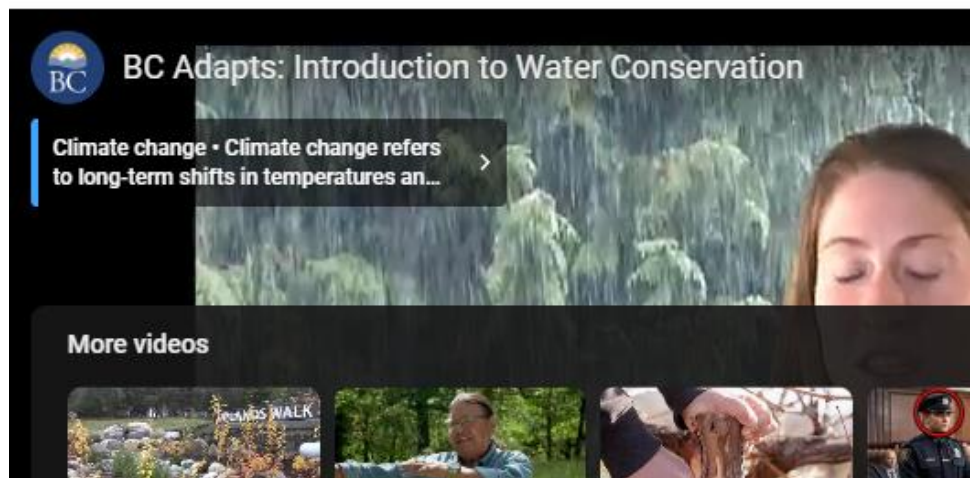 BC
BC Adapts: Introduction to Water Conservation
Climate change • Climate change refers
to long-term shifts in temperatures an...
More videos
WALK